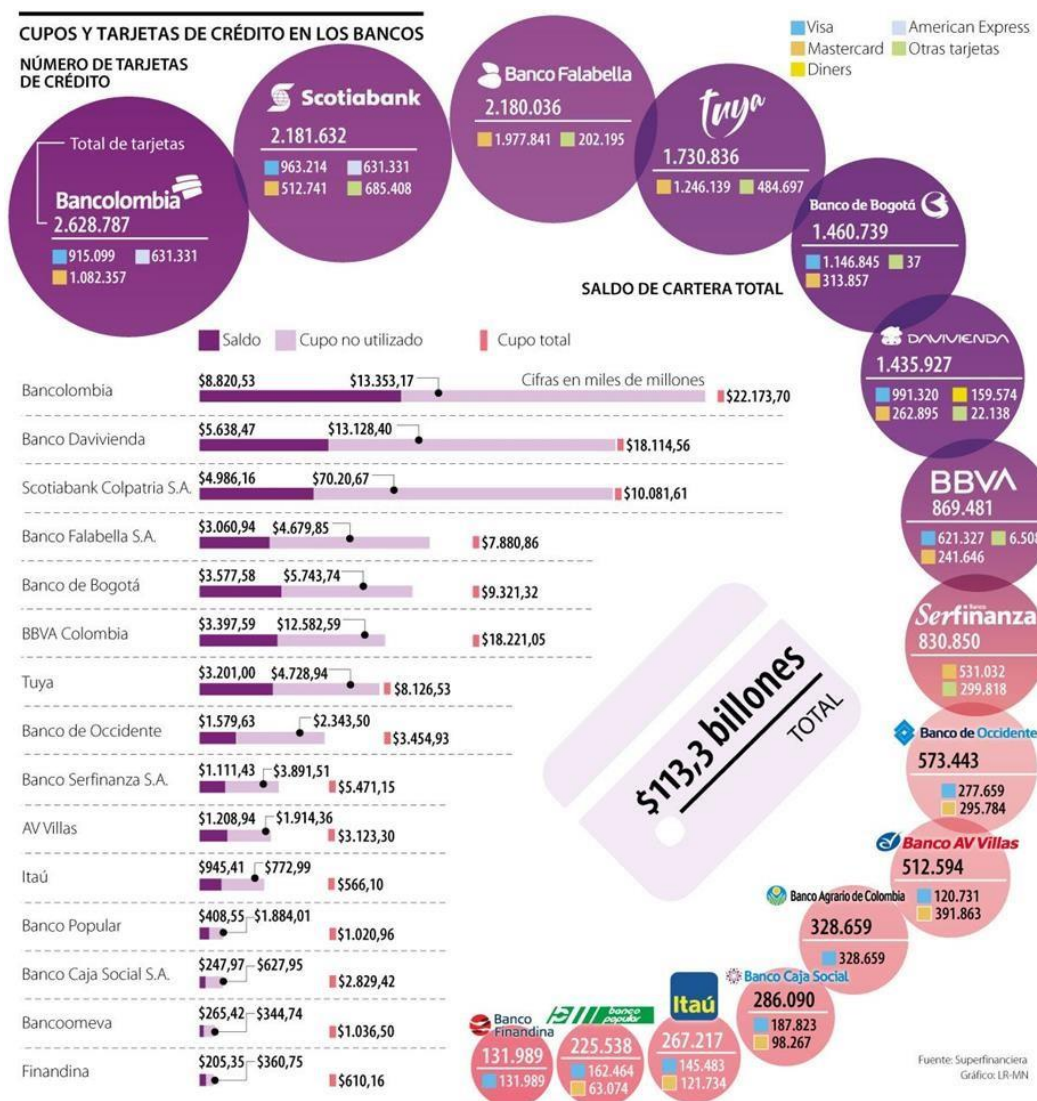 CUPOS Y TARJETAS DE CRÉDITO EN LOS BANCOS
NÚMERO DE TARJETAS
DE CRÉDITO
Visa
American Express
Mastercard
Otras tarjetas
Diners
Total de tarjetas
Bancolombia
2.628.787
915.099 631.331
1.082.357
Scotiabank
2.181.632
963.214 631.331
512.741 685.408
Banco Falabella
2.180.036
1.977.841 202.195
tuya
1.730.836
1.246.139 484.697
Banco de Bogotá
1.460.739
1.146.845 37
313.857
DAVIVIENDA
1.435.927
991.320 159.574
262.895 22.138
BBVA
869.481
621.327 6.508
241.646
Banco
Serfinanza
830.850
531.032
299.818
Banco de Occidente
573.443
277.659
295.784
Banco AV Villas
512.594
120.731
391.863
Banco Agrario de Colombia
328.659
328.659
Banco Caja Social
286.090
187.823
98.267
Itaú
267.217
145.483
121.734
banco
popular
225.538
162.464
63.074
Banco
Finandina
131.989
131.989
SALDO DE CARTERA TOTAL
Saldo Cupo no utilizado Cupo total
Cifras en miles de millones
Bancolombia $8.820,53 $13.353,17 $22.173,70
Banco Davivienda $5.638,47 $13.128,40 $18.114,56
Scotiabank Colpatria S.A. $4.986,16 $70.20,67 $10.081,61
Banco Falabella S.A. $3.060,94 $4.679,85 $7.880,86
Banco de Bogotá $3.577,58 $5.743,74 $9.321,32
BBVA Colombia $3.397,59 $12.582,59 $18.221,05
Tuya $3.201,00 $4.728,94 $8.126,53
Banco de Occidente $1.579,63 $2.343,50 $3.454,93
Banco Serfinanza S.A. $1.111,43 $3.891,51 $5.471,15
AV Villas $1.208,94 $1.914,36 $3.123,30
Itaú $945,41 $772,99 $566,10
Banco Popular $408,55 $1.884,01 $1.020,96
Banco Caja Social S.A. $247,97 $627,95 $2.829,42
Bancoomeva $265,42 $344,74 $1.036,50
Finandina $205,35 $360,75 $610,16
$113,3 billones
TOTAL
Fuente: Superfinanciera
Gráfico: LR-MN